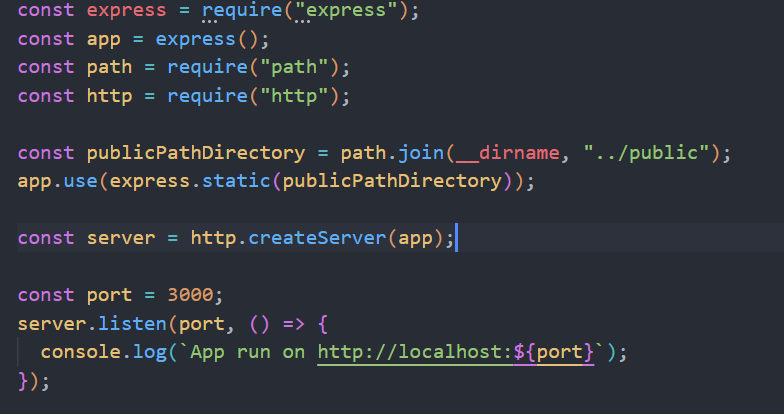 const express = require("express");
const app = express();
const path = require("path");
const http = require("http");
const publicPathDirectory = path.join(__dirname, "../public");
app.use(express.static(publicPathDirectory));
const server = http.createServer(app);
const port = 3000;
server.listen(port, () => {
console.log(`App run on http://localhost:${port}`);
});